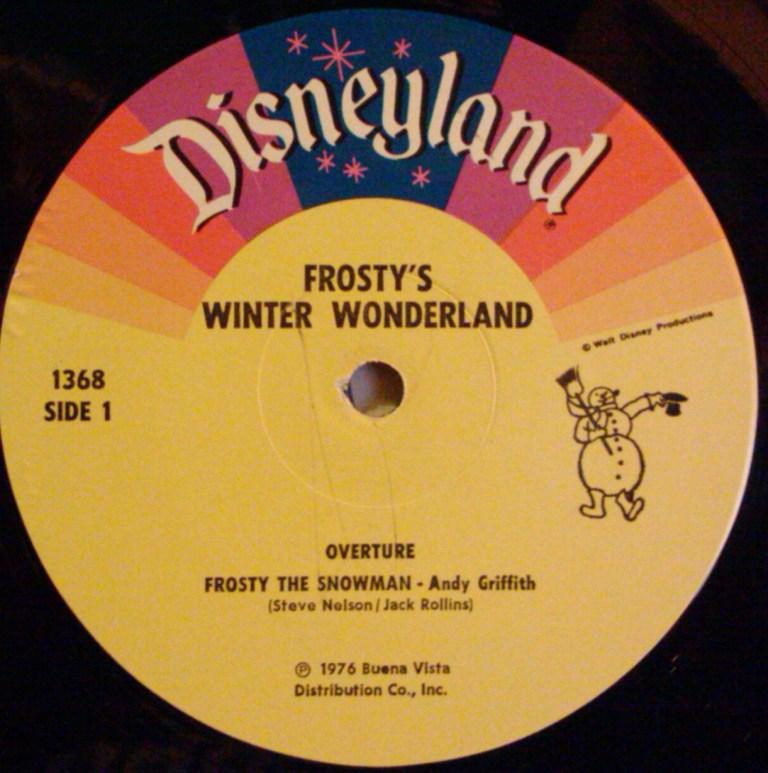 Disneyland®
FROSTY'S
WINTER WONDERLAND
© Walt Disney Productions
1368
SIDE 1
OVERTURE
FROSTY THE SNOWMAN - Andy Griffith
(Steve Nelson/Jack Rollins)
℗ 1976 Buena Vista
Distribution Co., Inc.